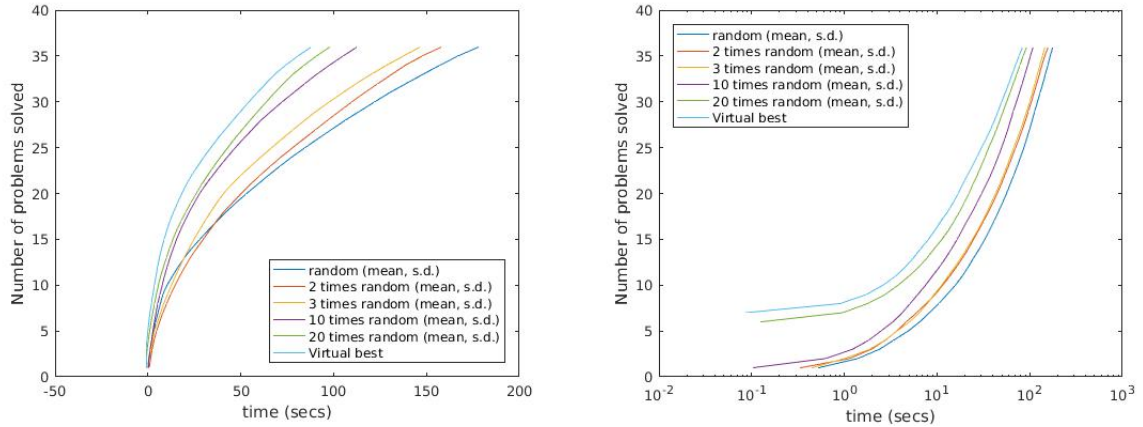 40
35
30
25
20
15
10
5
0
Number of problems solved
random (mean, s.d.)
2 times random (mean, s.d.)
3 times random (mean, s.d.)
10 times random (mean, s.d.)
20 times random (mean, s.d.)
Virtual best
-50 0 50 100 150 200
time (secs)
40
35
30
25
20
15
10
5
0
Number of problems solved
random (mean, s.d.)
2 times random (mean, s.d.)
3 times random (mean, s.d.)
10 times random (mean, s.d.)
20 times random (mean, s.d.)
Virtual best
10⁻² 10⁻¹ 10⁰ 10¹ 10² 10³
time (secs)